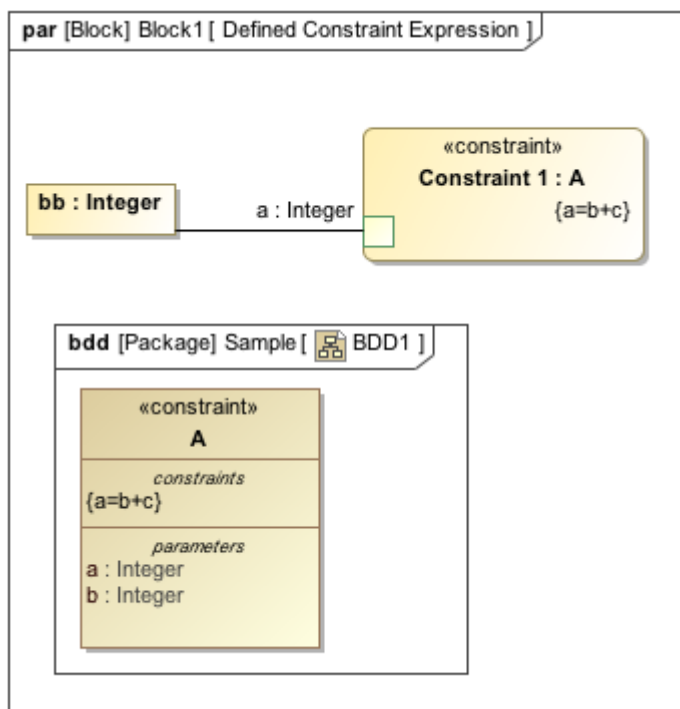 par [Block] Block1 [ Defined Constraint Expression ]
«constraint»
Constraint 1 : A
{a=b+c}
bb : Integer
a : Integer
bdd [Package] Sample [ BDD1 ]
«constraint»
A
constraints
{a=b+c}
parameters
a : Integer
b : Integer